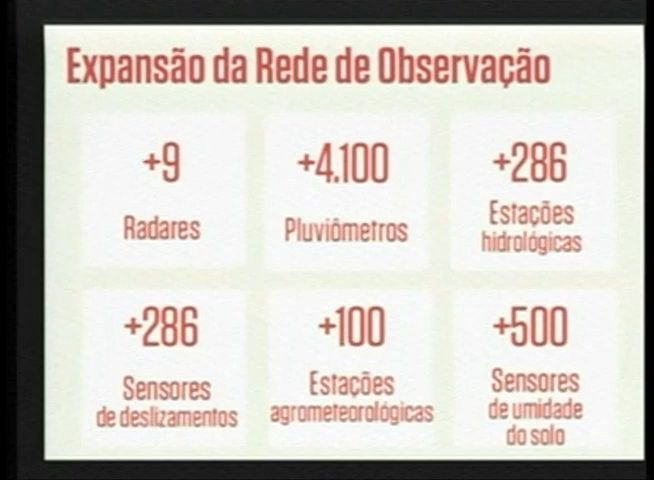 Expansão da Rede de Observação
+9
Radares
+4.100
Pluviômetros
+286
Estações
hidrológicas
+286
Sensores
de deslizamentos
+100
Estações
agrometeorológicas
+500
Sensores
de umidade
do solo